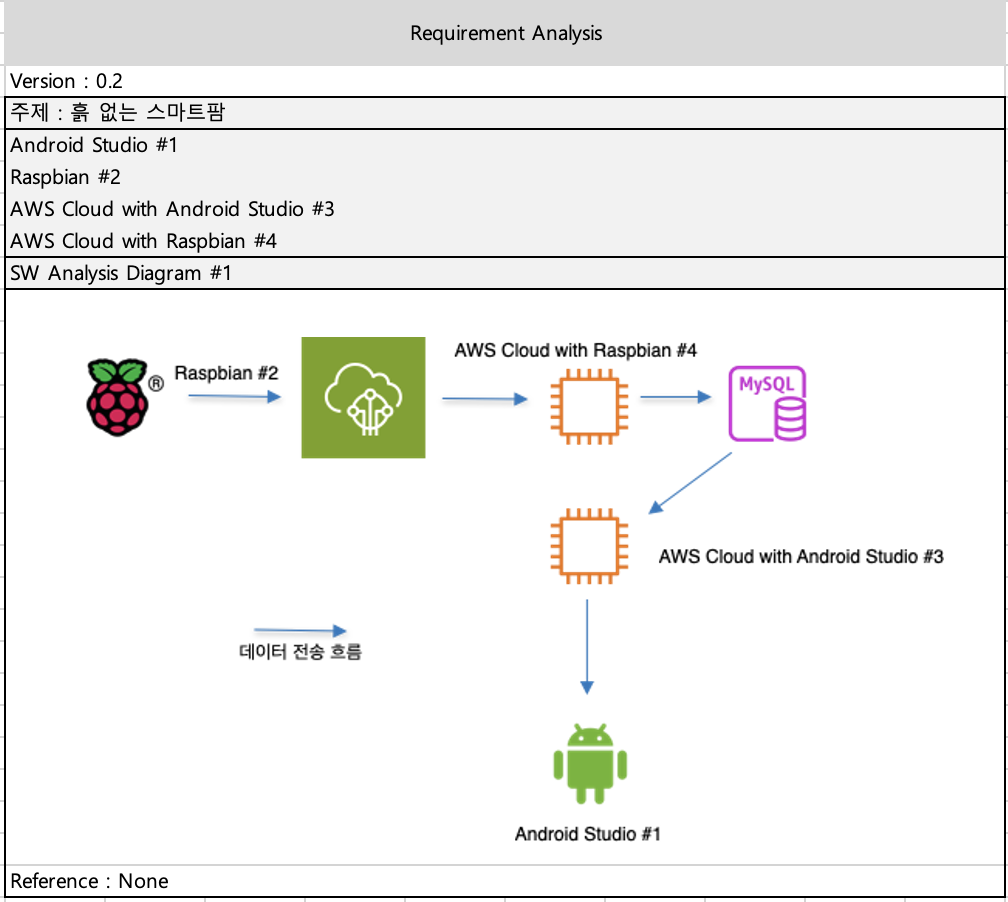 Requirement Analysis
Version : 0.2
주제 : 흙 없는 스마트팜
Android Studio #1
Raspbian #2
AWS Cloud with Android Studio #3
AWS Cloud with Raspbian #4
SW Analysis Diagram #1
AWS Cloud with Raspbian #4
Raspbian #2
®
MySQL
AWS Cloud with Android Studio #3
데이터 전송 흐름
Android Studio #1
Reference : None